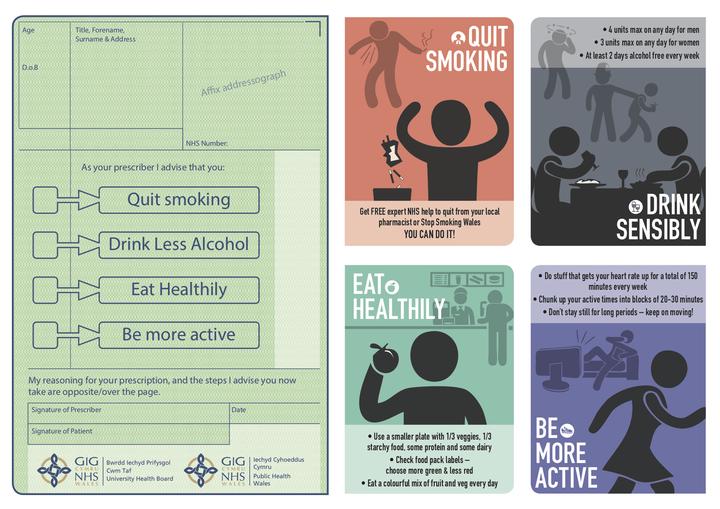 Age
Title, Forename,
Surname & Address
D.o.B
Affix addressograph
NHS Number:
As your prescriber I advise that you:
Quit smoking
Drink Less Alcohol
Eat Healthily
Be more active
My reasoning for your prescription, and the steps I advise you now
take are opposite/over the page.
Signature of Prescriber
Date
Signature of Patient
GIG
CYMRU
NHS
WALES
Bwrdd Iechyd Prifysgol
Cwm Taf
University Health Board
GIG
CYMRU
NHS
WALES
Iechyd Cyhoeddus
Cymru
Public Health
Wales
QUIT
SMOKING
Get FREE expert NHS help to quit from your local
pharmacist or Stop Smoking Wales
YOU CAN DO IT!
• 4 units max on any day for men
• 3 units max on any day for women
• At least 2 days alcohol free every week
DRINK
SENSIBLY
EAT
HEALTHILY
• Use a smaller plate with 1/3 veggies, 1/3
starchy food, some protein and some dairy
• Check food pack labels –
choose more green & less red
• Eat a colourful mix of fruit and veg every day
• Do stuff that gets your heart rate up for a total of 150
minutes every week
• Chunk up your active times into blocks of 20-30 minutes
• Don't stay still for long periods – keep on moving!
BE
MORE
ACTIVE